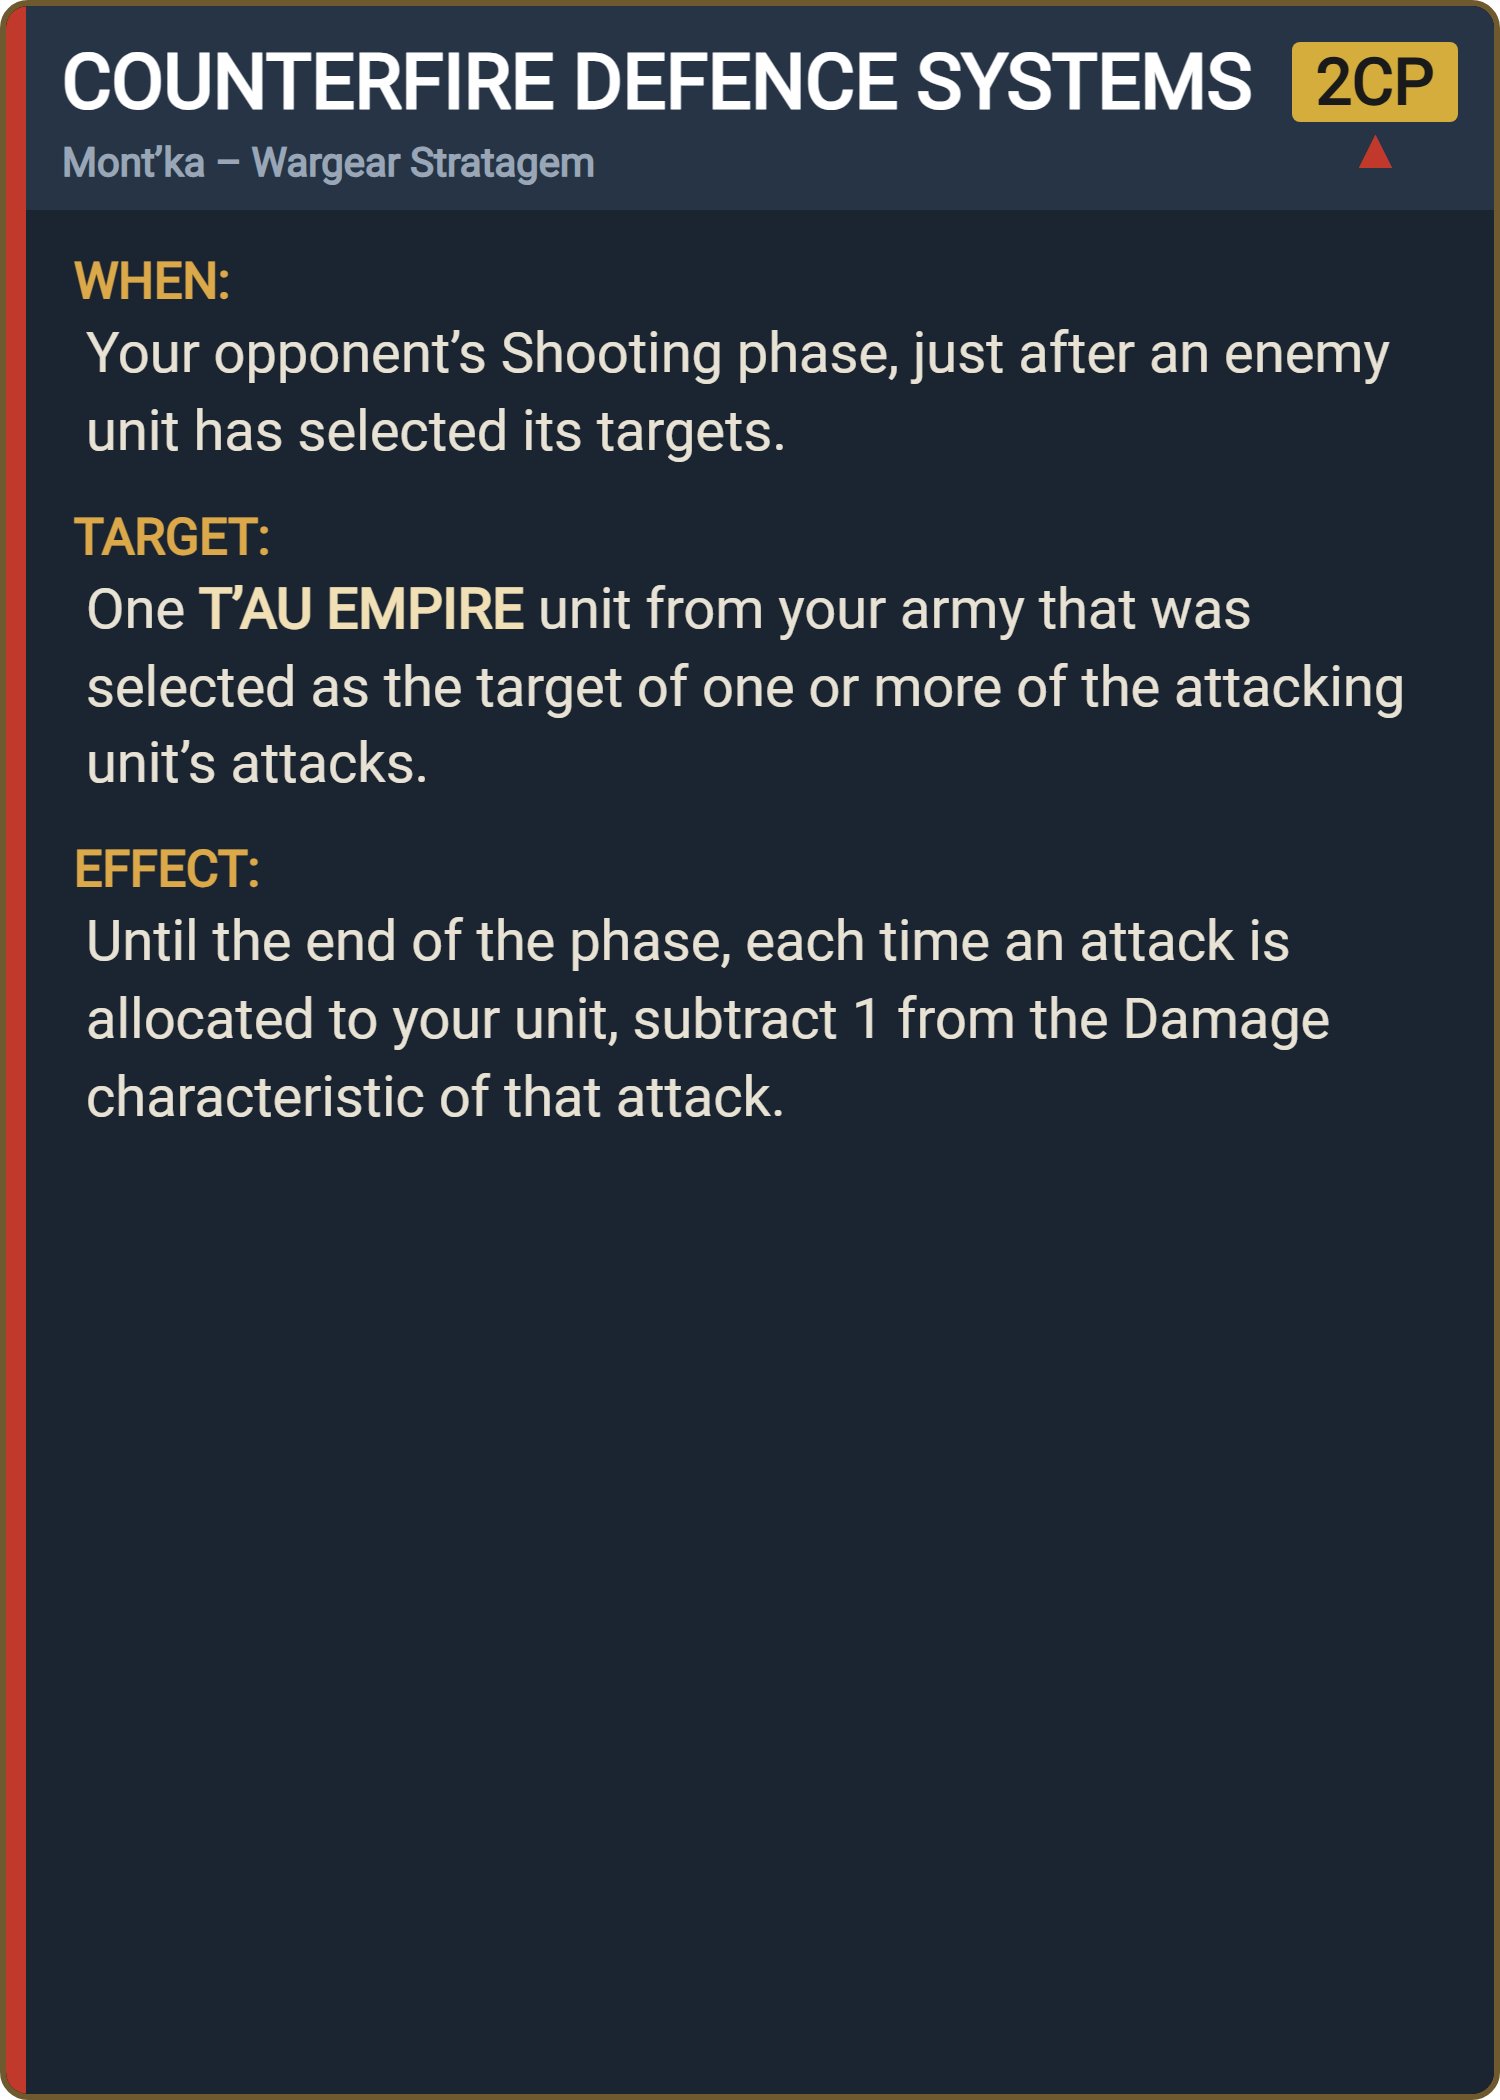 COUNTERFIRE DEFENCE SYSTEMS
2CP
Mont’ka – Wargear Stratagem
WHEN:
Your opponent’s Shooting phase, just after an enemy
unit has selected its targets.
TARGET:
One T’AU EMPIRE unit from your army that was
selected as the target of one or more of the attacking
unit’s attacks.
EFFECT:
Until the end of the phase, each time an attack is
allocated to your unit, subtract 1 from the Damage
characteristic of that attack.